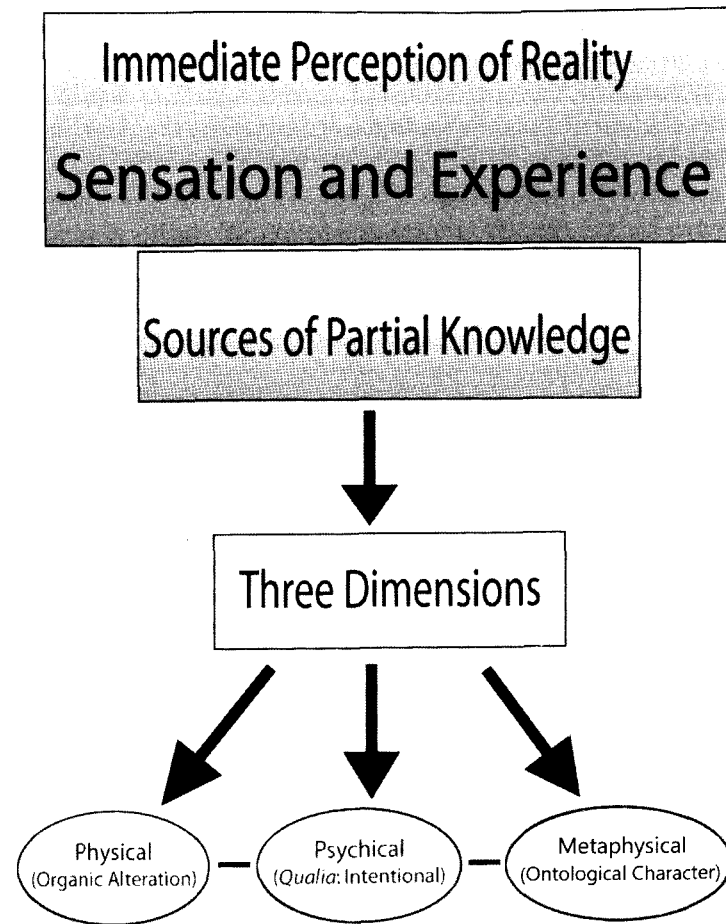 Immediate Perception of Reality
Sensation and Experience
Sources of Partial Knowledge
Three Dimensions
Physical
(Organic Alteration)
Psychical
(Qualia: Intentional)
Metaphysical
(Ontological Character)